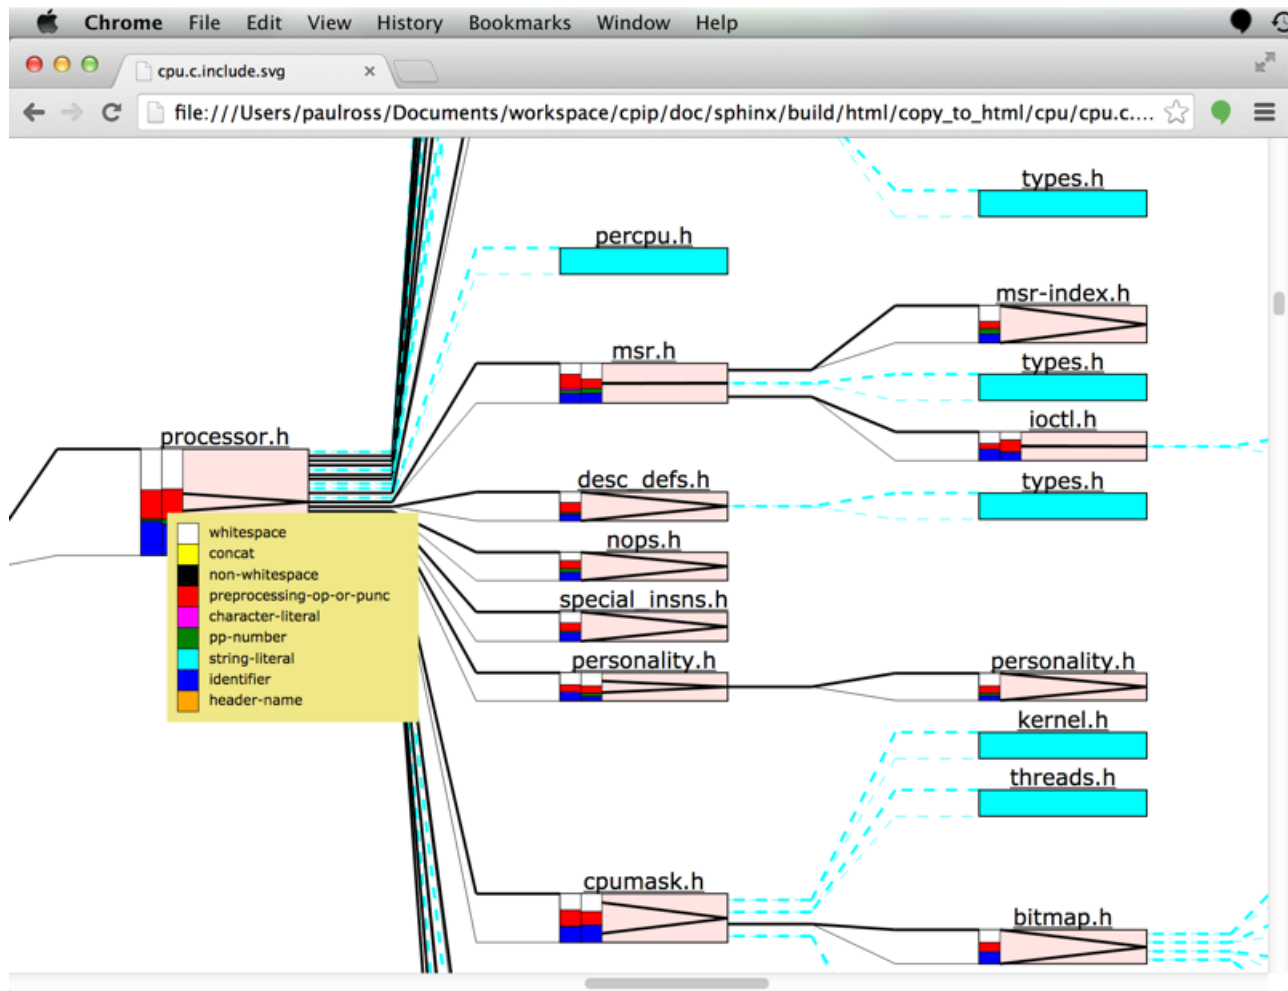 Chrome File Edit View History Bookmarks Window Help
cpu.c.include.svg
file:///Users/paulross/Documents/workspace/cpip/doc/sphinx/build/html/copy_to_html/cpu/cpu.c....
types.h
percpu.h
msr-index.h
msr.h
types.h
ioctl.h
processor.h
desc_defs.h
types.h
whitespace
concat
non-whitespace
preprocessing-op-or-punc
character-literal
pp-number
string-literal
identifier
header-name
nops.h
special_insns.h
personality.h
personality.h
kernel.h
threads.h
cpumask.h
bitmap.h